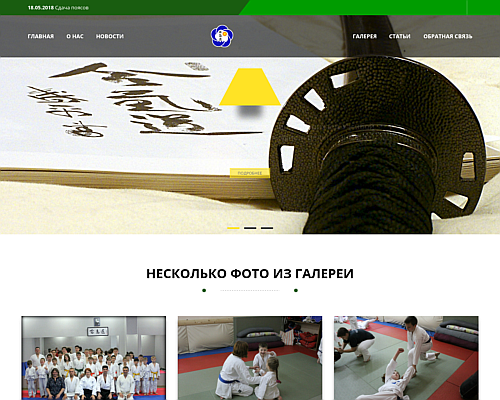 18.05.2018 Сдача поясов
ГЛАВНАЯ О НАС НОВОСТИ ГАЛЕРЕЯ СТАТЬИ ОБРАТНАЯ СВЯЗЬ
ПОДРОБНЕЕ
НЕСКОЛЬКО ФОТО ИЗ ГАЛЕРЕИ